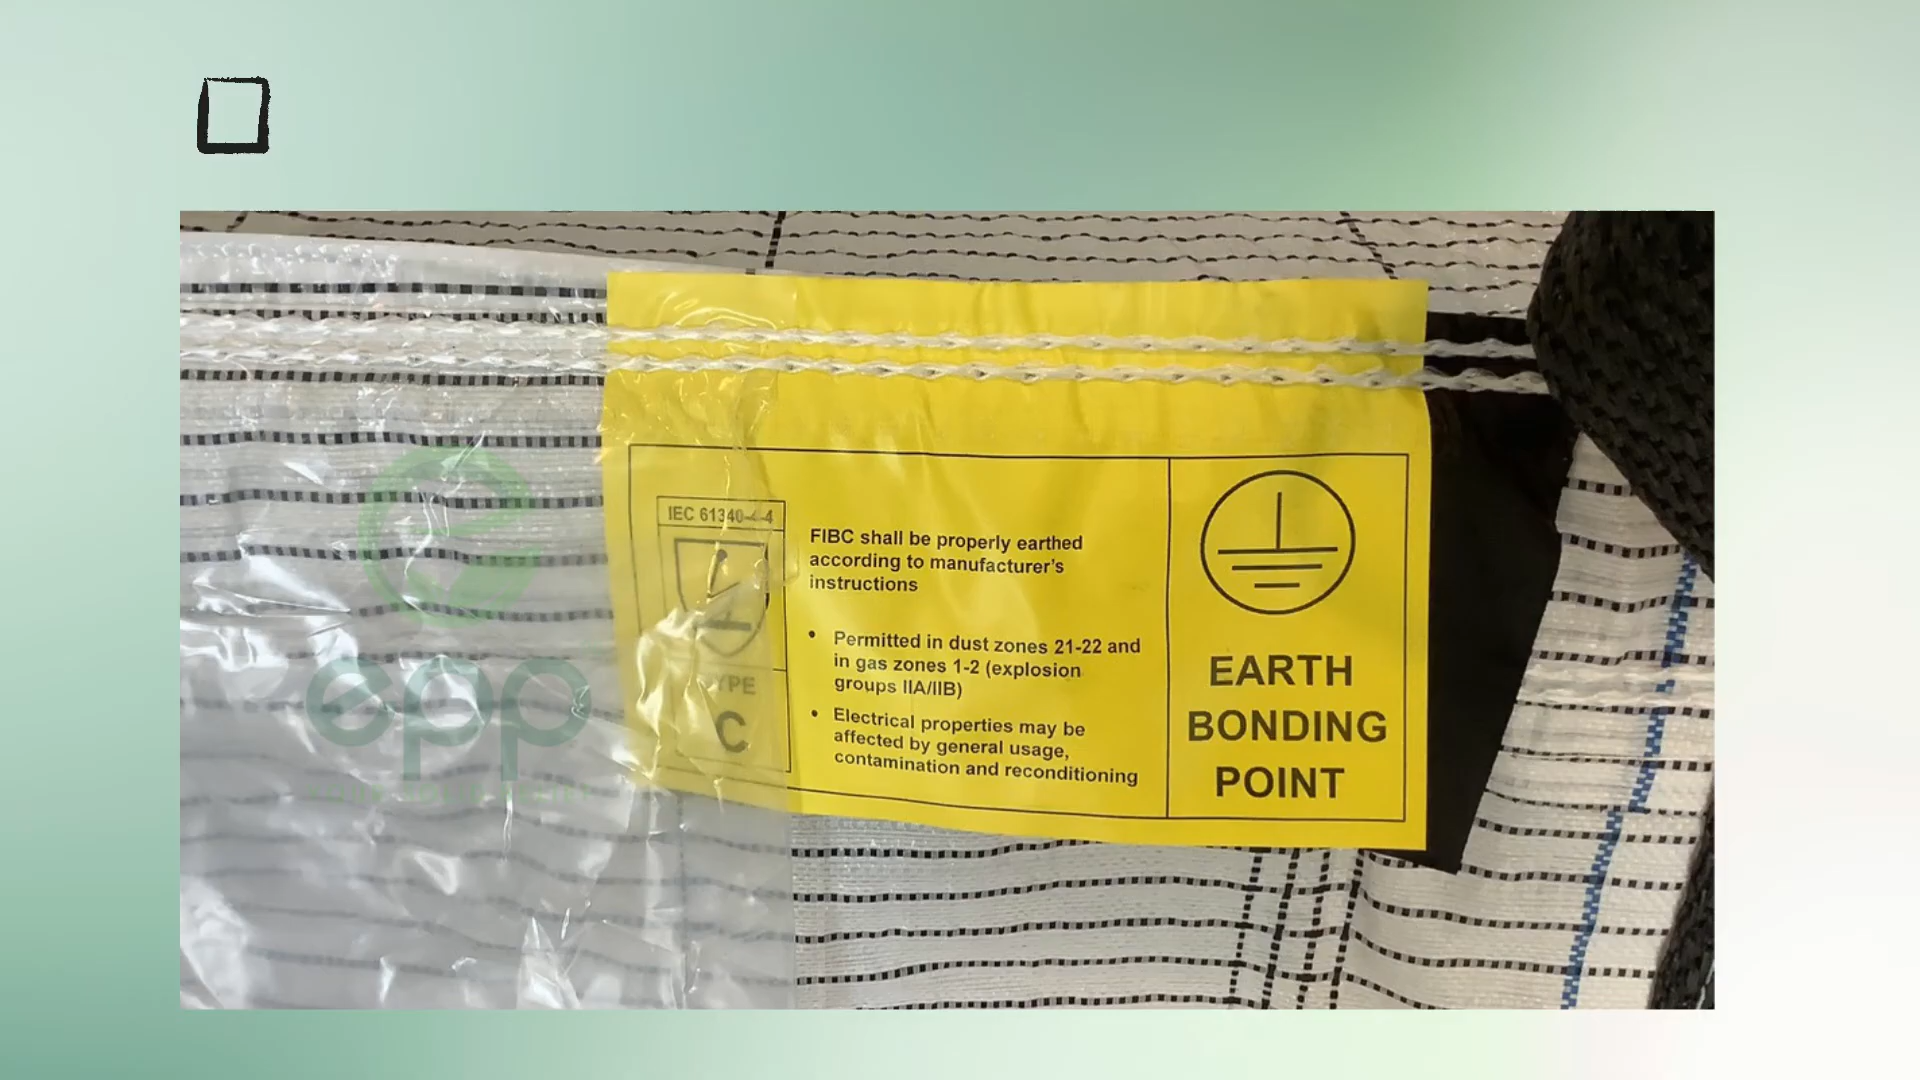 IEC 61340-4-4
TYPE
C
FIBC shall be properly earthed
according to manufacturer's
instructions
• Permitted in dust zones 21-22 and
in gas zones 1-2 (explosion
groups IIA/IIB)
• Electrical properties may be
affected by general usage,
contamination and reconditioning
EARTH
BONDING
POINT
epp